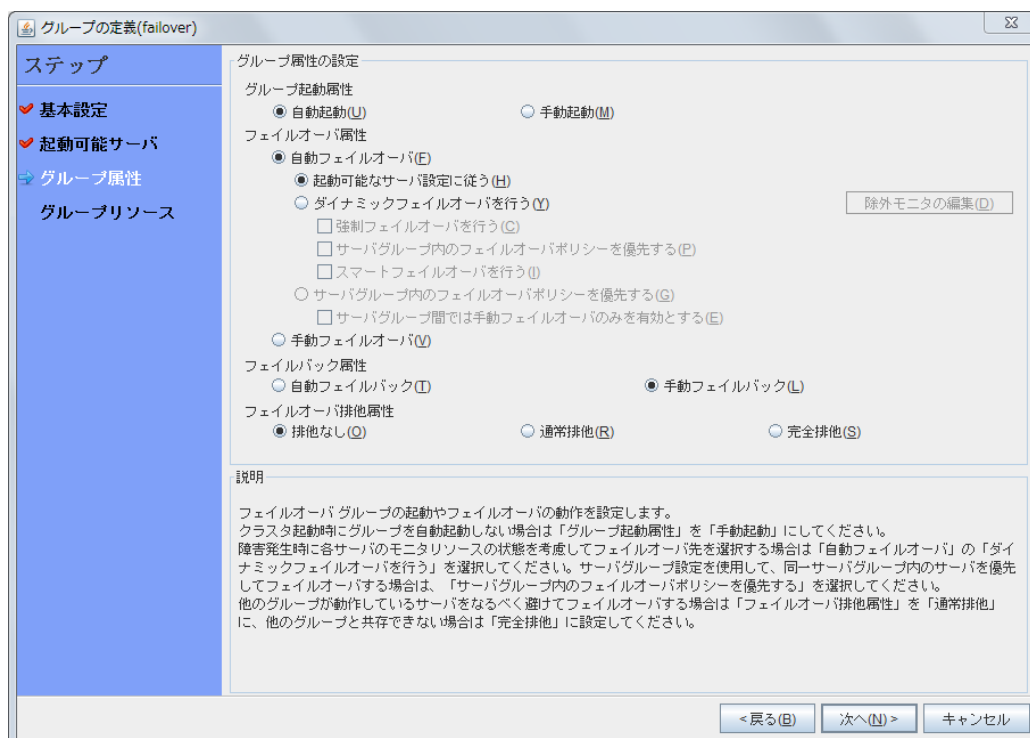 グループの定義(failover)
ステップ
基本設定
起動可能サーバ
グループ属性
グループリソース
グループ属性の設定
グループ起動属性
自動起動(U) 手動起動(M)
フェイルオーバ属性
自動フェイルオーバ(F)
起動可能なサーバ設定に従う(H)
ダイナミックフェイルオーバを行う(Y) 除外モニタの編集(D)
強制フェイルオーバを行う(C)
サーバグループ内のフェイルオーバポリシーを優先する(P)
スマートフェイルオーバを行う(I)
サーバグループ内のフェイルオーバポリシーを優先する(G)
サーバグループ間では手動フェイルオーバのみを有効とする(E)
手動フェイルオーバ(V)
フェイルバック属性
自動フェイルバック(T) 手動フェイルバック(L)
フェイルオーバ排他属性
排他なし(O) 通常排他(R) 完全排他(S)
説明
フェイルオーバ グループの起動やフェイルオーバの動作を設定します。
クラスタ起動時にグループを自動起動しない場合は「グループ起動属性」を「手動起動」にしてください。
障害発生時に各サーバのモニタリソースの状態を考慮してフェイルオーバ先を選択する場合は「自動フェイルオーバ」の「ダイ
ナミックフェイルオーバを行う」を選択してください。サーバグループ設定を使用して、同一サーバグループ内のサーバを優先
してフェイルオーバする場合は、「サーバグループ内のフェイルオーバポリシーを優先する」を選択してください。
他のグループが動作しているサーバをなるべく避けてフェイルオーバする場合は「フェイルオーバ排他属性」を「通常排他」
に、他のグループと共存できない場合は「完全排他」に設定してください。
<戻る(B) 次へ(N)> キャンセル